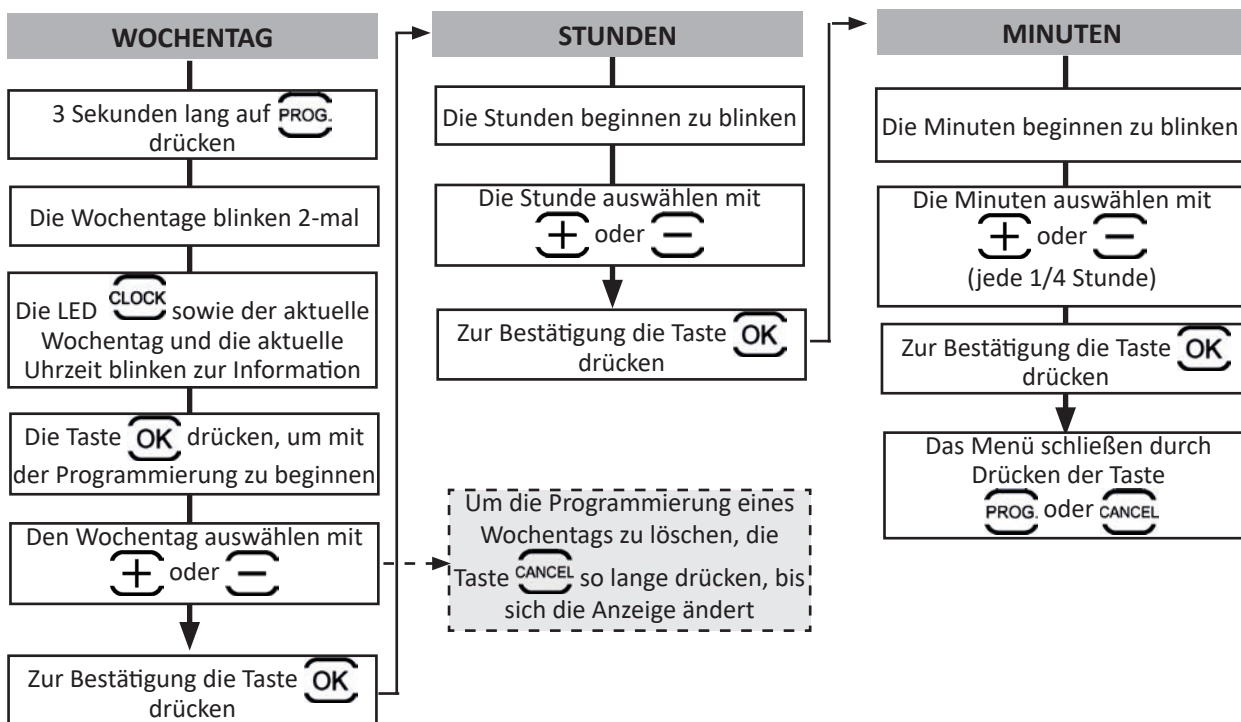 WOCHENTAG
3 Sekunden lang auf PROG.
drücken
Die Wochentage blinken 2-mal
Die LED CLOCK sowie der aktuelle
Wochentag und die aktuelle
Uhrzeit blinken zur Information
Die Taste OK drücken, um mit
der Programmierung zu beginnen
Den Wochentag auswählen mit
+ oder −
Zur Bestätigung die Taste OK
drücken
STUNDEN
Die Stunden beginnen zu blinken
Die Stunde auswählen mit
+ oder −
Zur Bestätigung die Taste OK
drücken
Um die Programmierung eines
Wochentags zu löschen, die
Taste CANCEL so lange drücken, bis
sich die Anzeige ändert
MINUTEN
Die Minuten beginnen zu blinken
Die Minuten auswählen mit
+ oder −
(jede 1/4 Stunde)
Zur Bestätigung die Taste OK
drücken
Das Menü schließen durch
Drücken der Taste
PROG. oder CANCEL